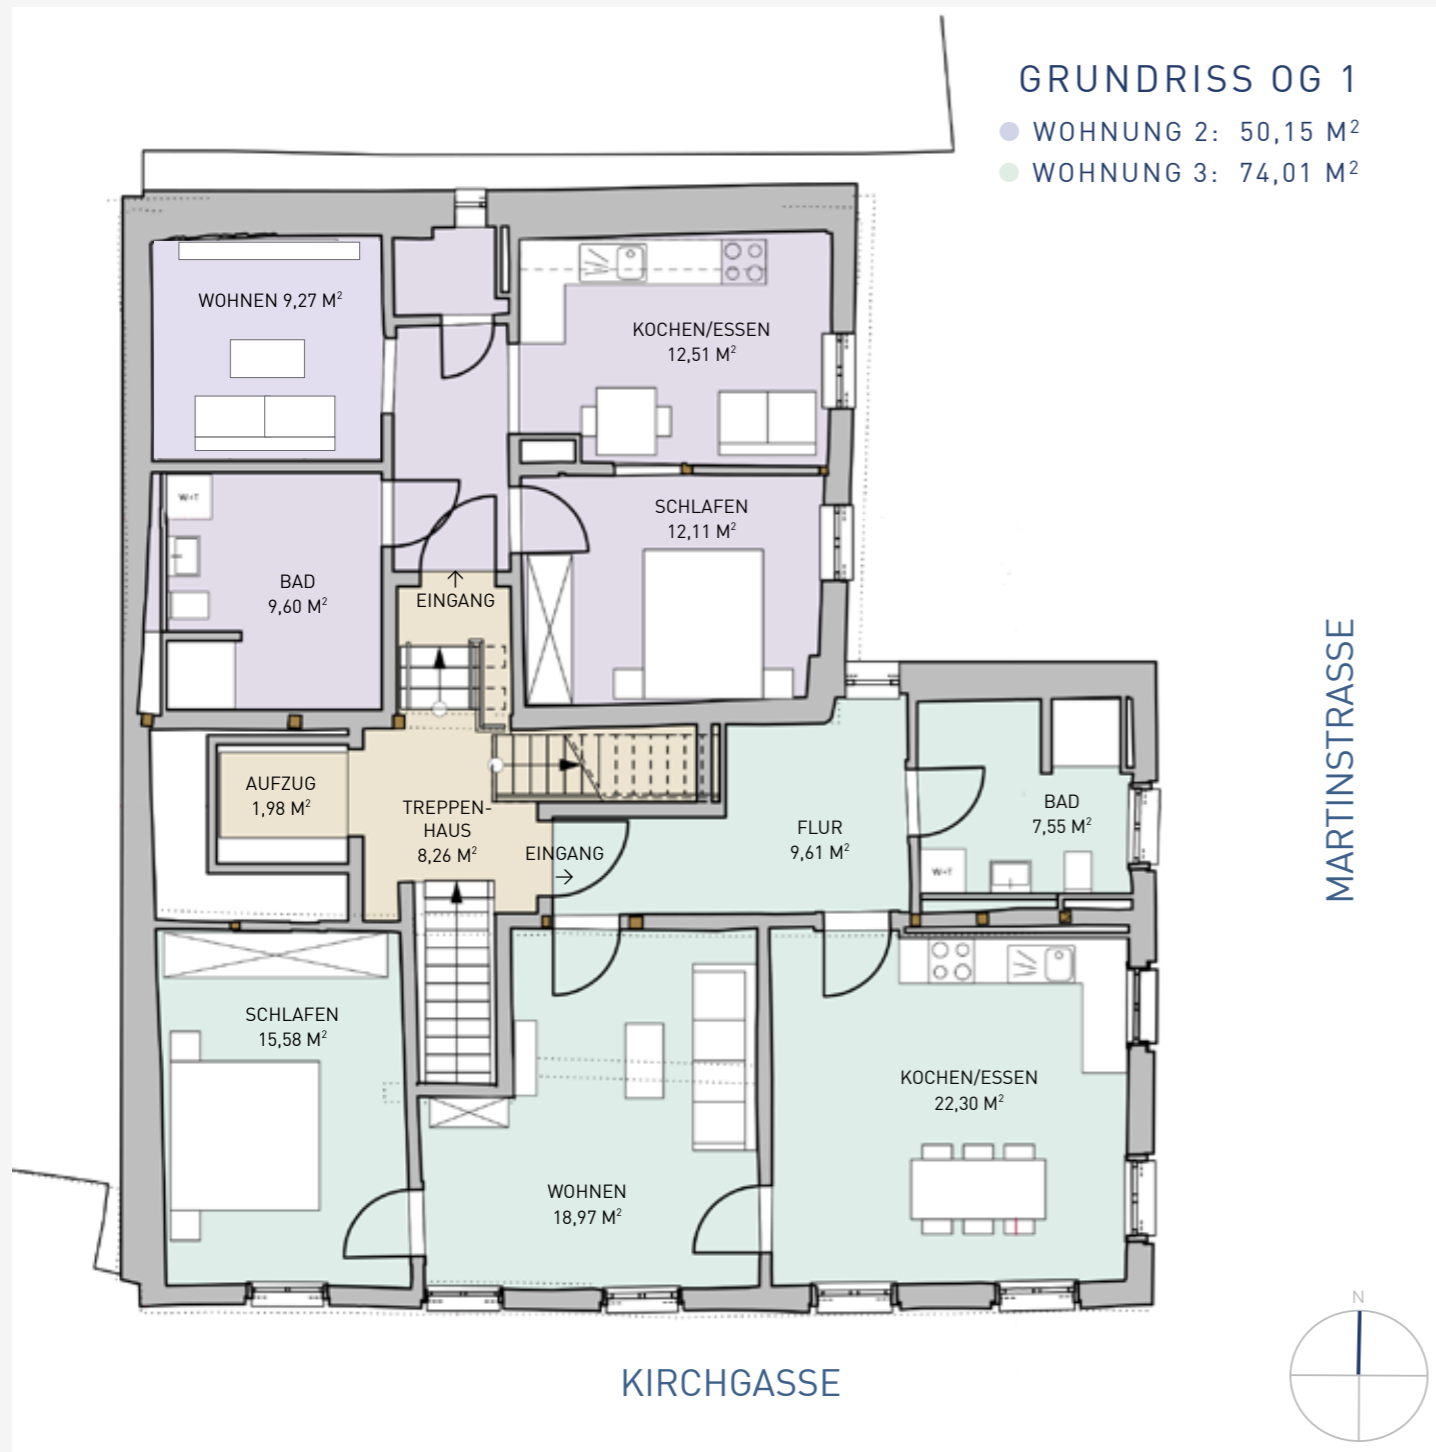 GRUNDRISS OG 1
WOHNUNG 2: 50,15 M²
WOHNUNG 3: 74,01 M²
WOHNEN 9,27 M²
KOCHEN/ESSEN
12,51 M²
W+T
SCHLAFEN
12,11 M²
BAD
9,60 M²
EINGANG
AUFZUG
1,98 M²
TREPPEN-
HAUS
8,26 M²
EINGANG
FLUR
9,61 M²
BAD
7,55 M²
W+T
SCHLAFEN
15,58 M²
WOHNEN
18,97 M²
KOCHEN/ESSEN
22,30 M²
MARTINSTRASSE
KIRCHGASSE
N